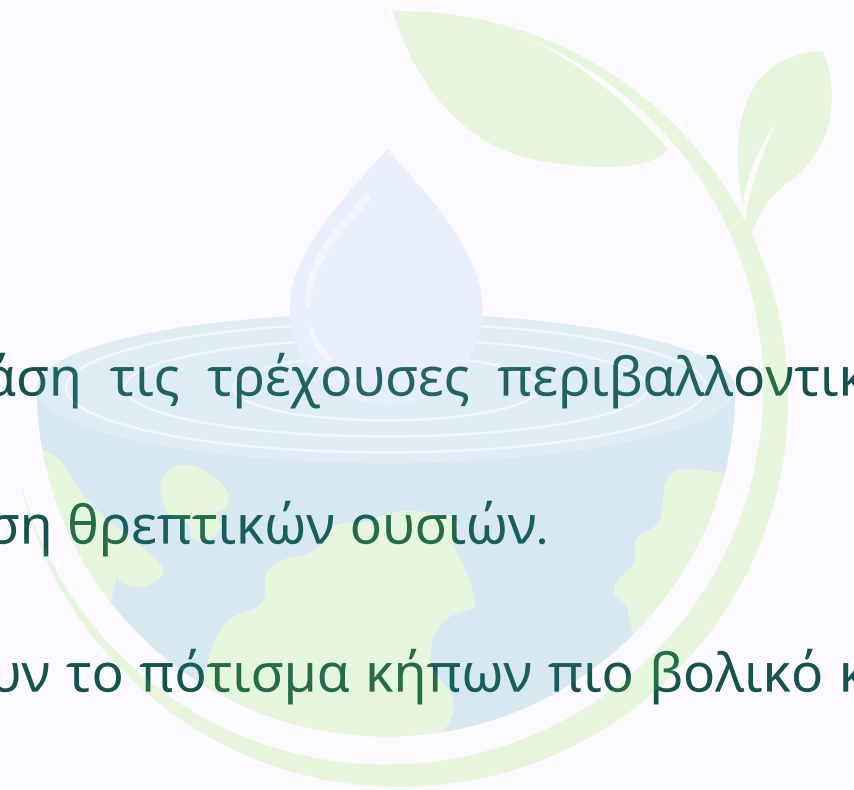 άση τις τρέχουσες περιβαλλοντικ
ση θρεπτικών ουσιών.
υν το πότισμα κήπων πιο βολικό κ